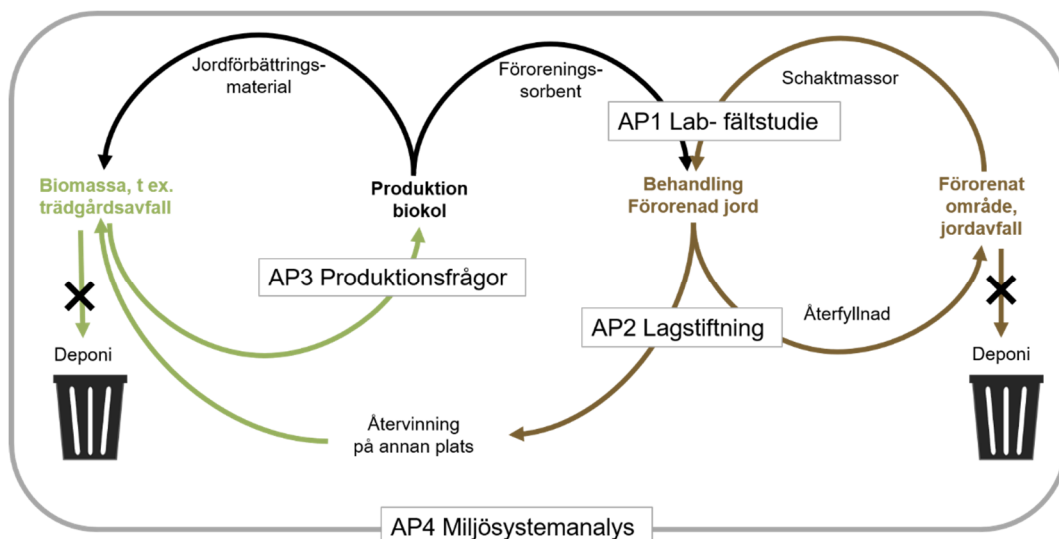 Jordförbättrings-
material
Förorenings-
sorbent
Schaktmassor
AP1 Lab- fältstudie
Biomassa, t ex.
trädgårdsavfall
Produktion
biokol
Behandling
Förorenad jord
Förorenat
område,
jordavfall
AP3 Produktionsfrågor
AP2 Lagstiftning
Återfyllnad
Deponi
Deponi
Återvinning
på annan plats
AP4 Miljösystemanalys